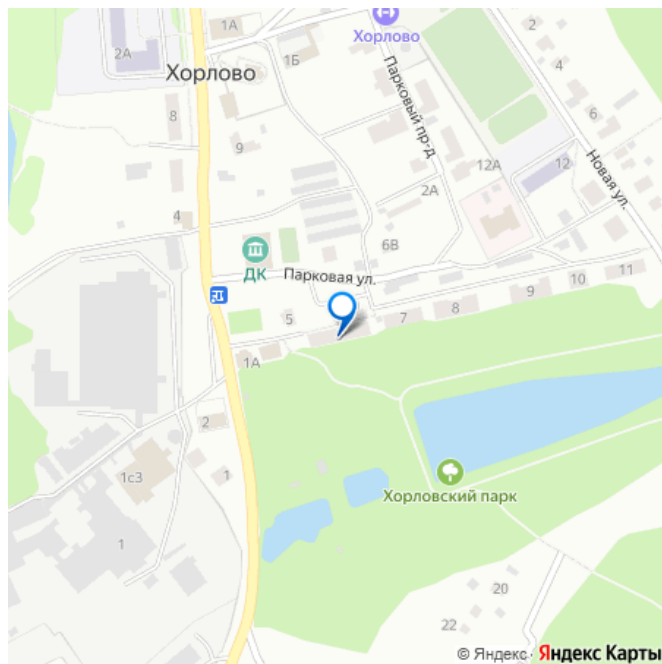 1А
Хорлово
2
2А
1Б
Хорлово
4
Парковый пр-д
8
6
9
12А
12
Новая ул.
2А
4
6В
ДК
Парковая ул.
11
10
9
8
7
5
1А
2
1с3
1
Хорловский парк
1
20
22
© Яндекс Яндекс Карты